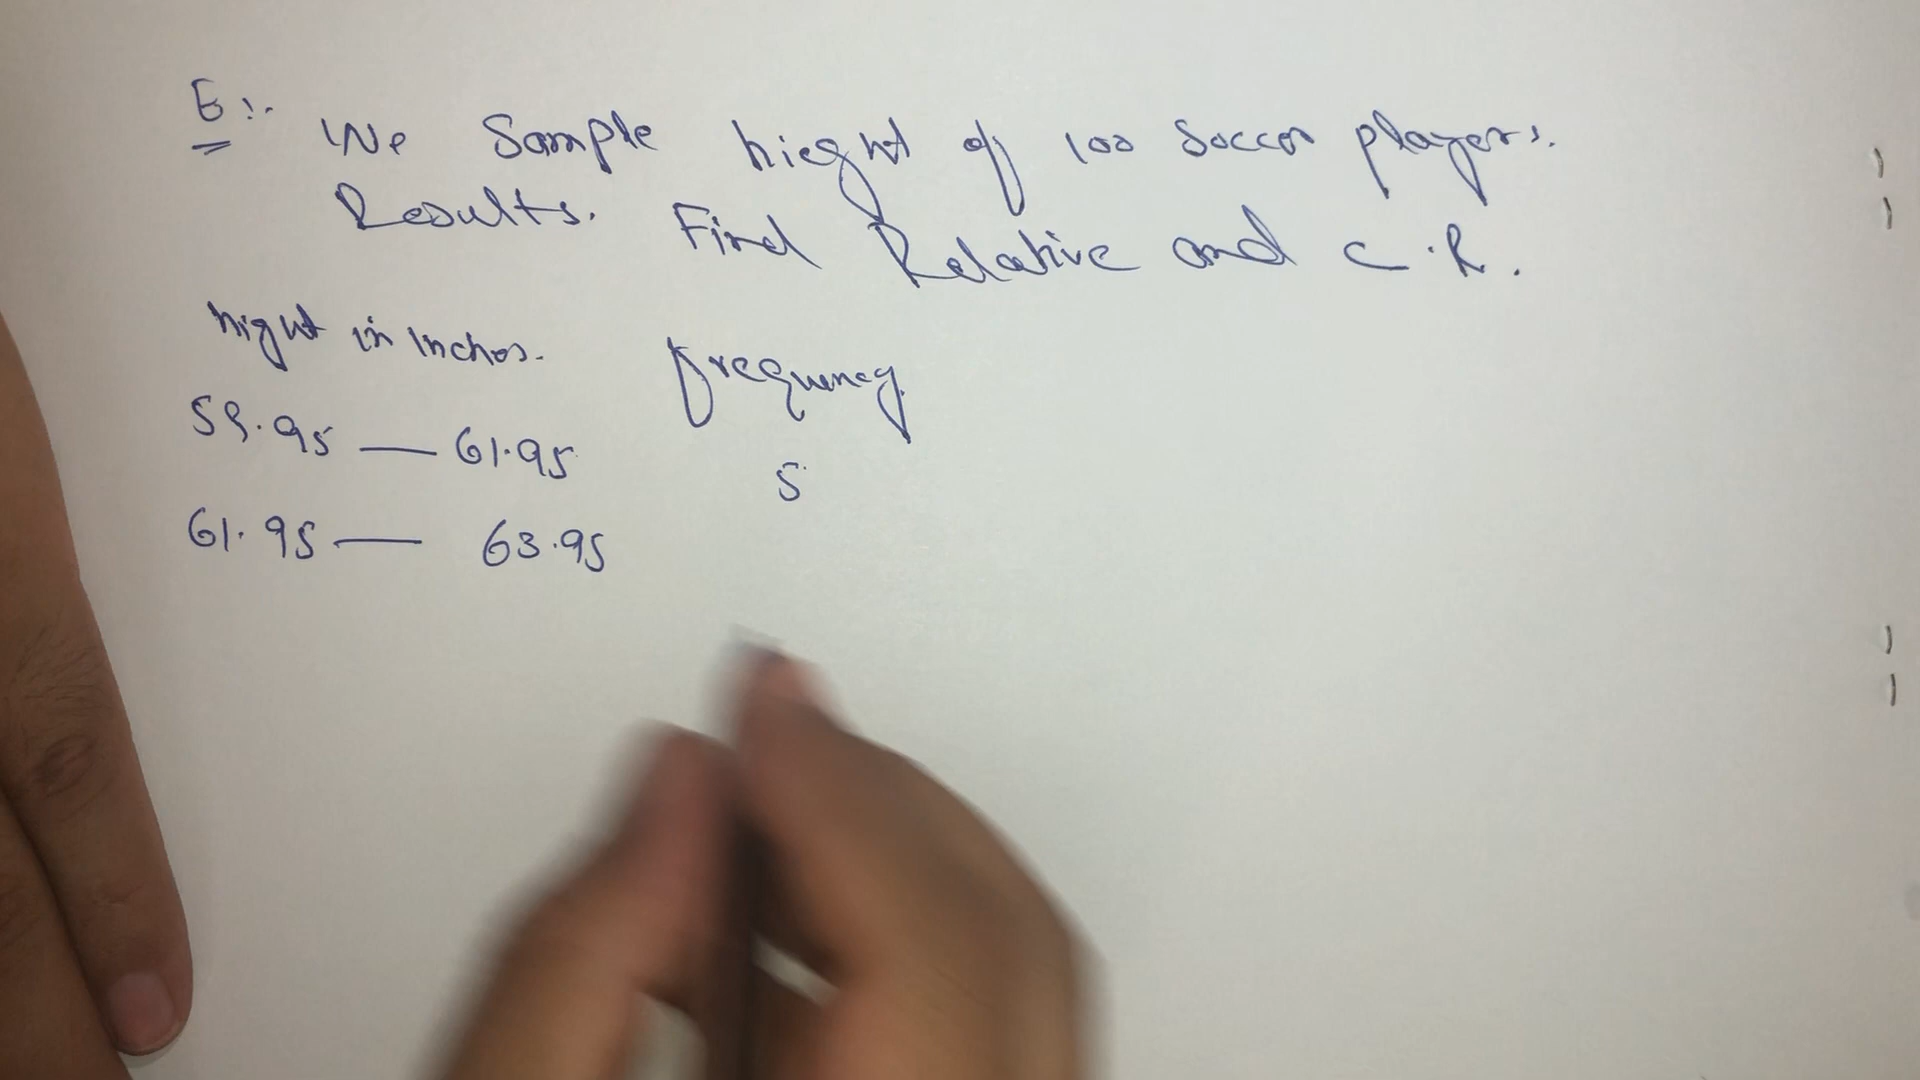 E:-
We Sample hieght of 100 Soccer players.
Results. Find Relative and C.R.
hight in Inches. frequency
59.95 — 61.95 5
61.95 — 63.95